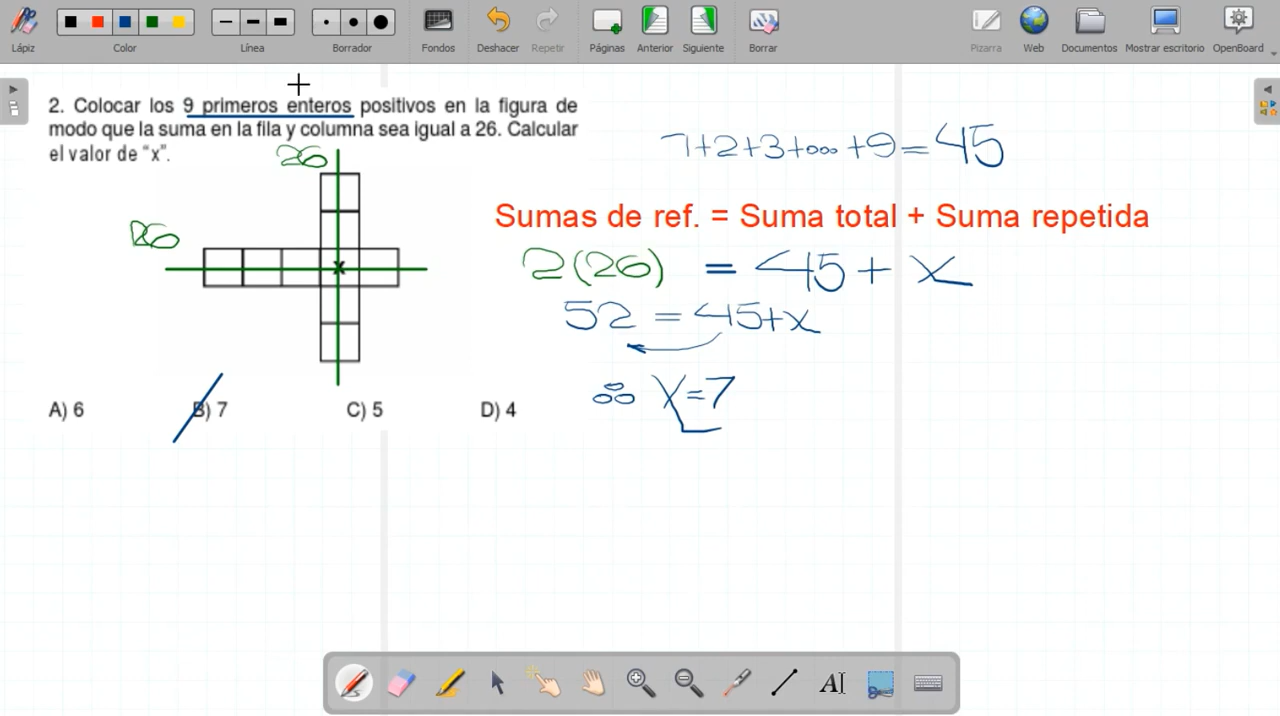 Lápiz Color Línea Borrador Fondos Deshacer Repetir Páginas Anterior Siguiente Borrar Pizarra Web Documentos Mostrar escritorio OpenBoard
2. Colocar los 9 primeros enteros positivos en la figura de
modo que la suma en la fila y columna sea igual a 26. Calcular
el valor de “x”.
26
26
x
A) 6 B) 7 C) 5 D) 4
1+2+3+...+9=45
Sumas de ref. = Suma total + Suma repetida
2(26) = 45+x
52 = 45+x
∴ x=7